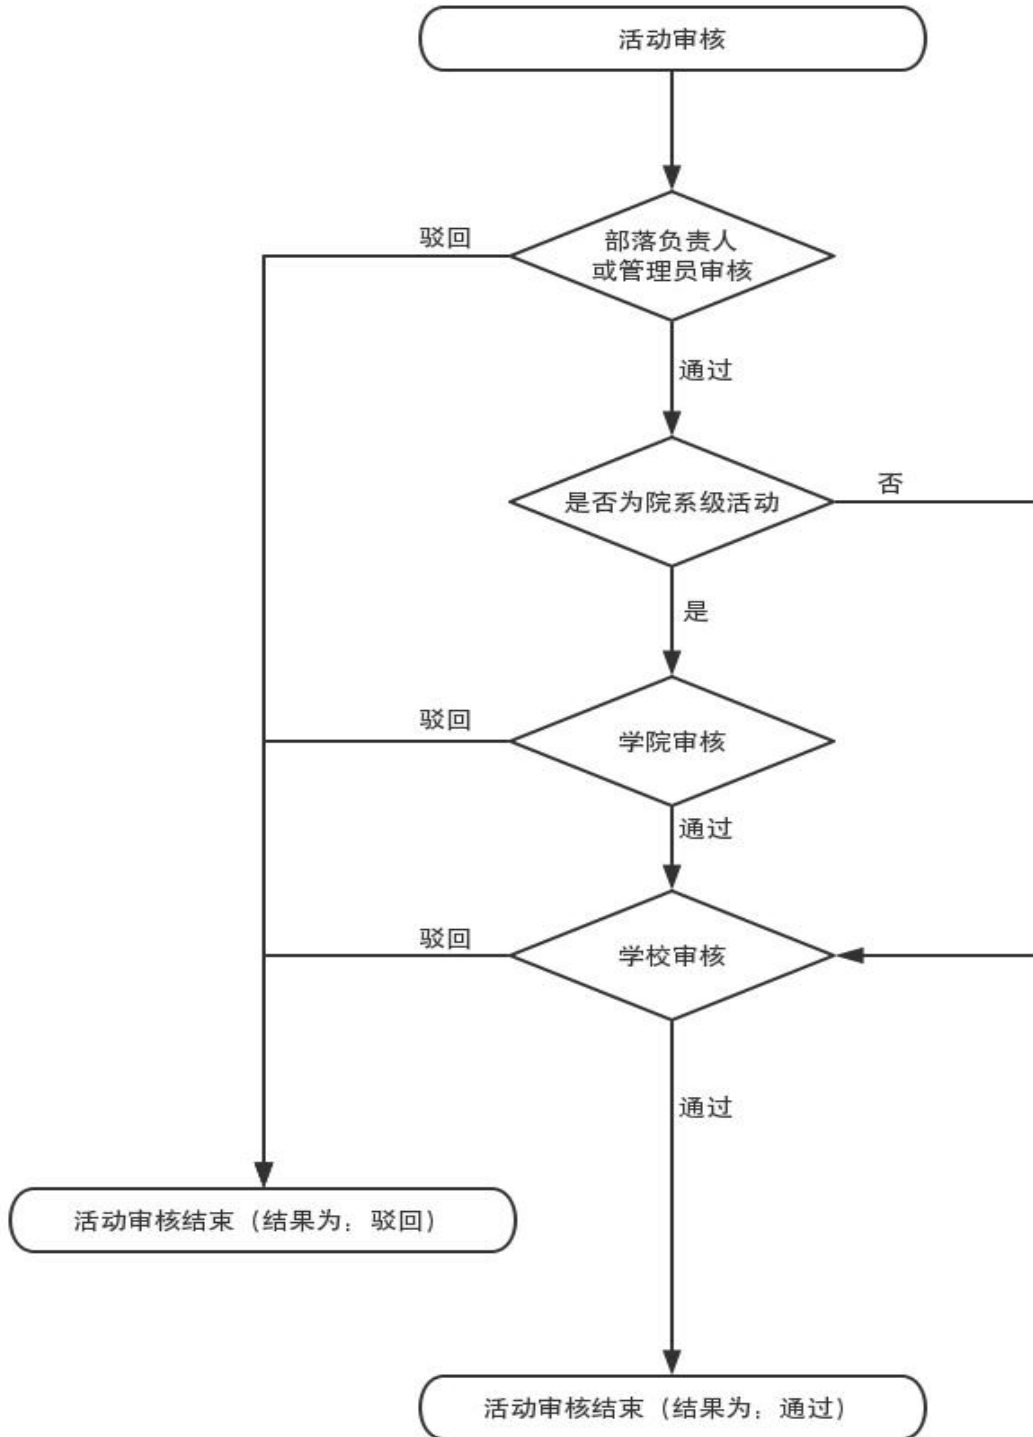 活动审核
驳回
部落负责人
或管理员审核
通过
是否为院系级活动
否
是
驳回
学院审核
通过
驳回
学校审核
通过
活动审核结束（结果为：驳回）
活动审核结束（结果为：通过）